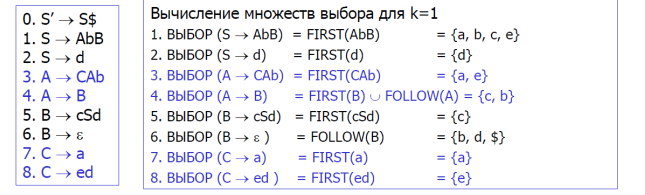 0. S′ → S$
1. S → AbB
2. S → d
3. A → CAb
4. A → B
5. B → cSd
6. B → ε
7. C → a
8. C → ed
Вычисление множеств выбора для k=1
1. ВЫБОР (S → AbB) = FIRST(AbB) = {a, b, c, e}
2. ВЫБОР (S → d) = FIRST(d) = {d}
3. ВЫБОР (A → CAb) = FIRST(CAb) = {a, e}
4. ВЫБОР (A → B) = FIRST(B) ∪ FOLLOW(A) = {c, b}
5. ВЫБОР (B → cSd) = FIRST(cSd) = {c}
6. ВЫБОР (B → ε ) = FOLLOW(B) = {b, d, $}
7. ВЫБОР (C → a) = FIRST(a) = {a}
8. ВЫБОР (C → ed ) = FIRST(ed) = {e}